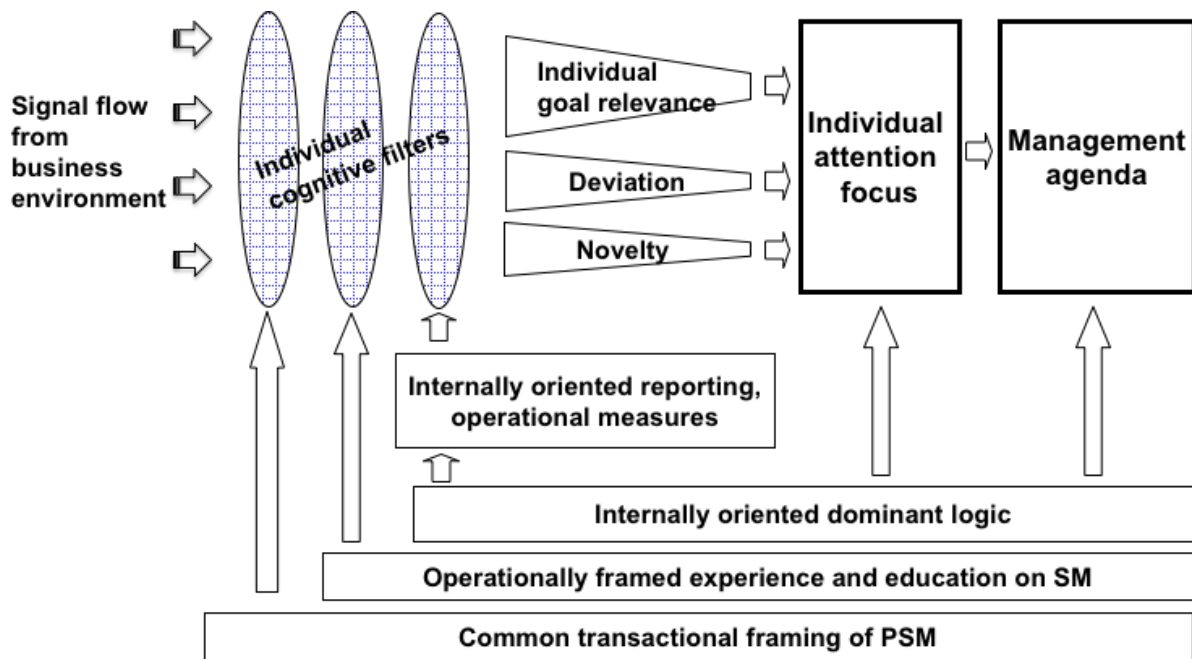 Signal flow
from
business
environment
Individual
cognitive filters
Individual
goal relevance
Deviation
Novelty
Individual
attention
focus
Management
agenda
Internally oriented reporting,
operational measures
Internally oriented dominant logic
Operationally framed experience and education on SM
Common transactional framing of PSM